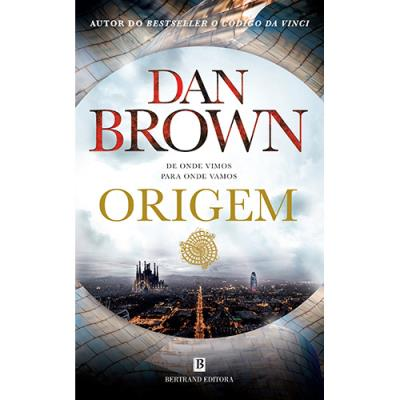 AUTOR DO BESTSELLER O CÓDIGO DA VINCI
DAN
BROWN
DE ONDE VIMOS
PARA ONDE VAMOS
ORIGEM
B
BERTRAND EDITORA